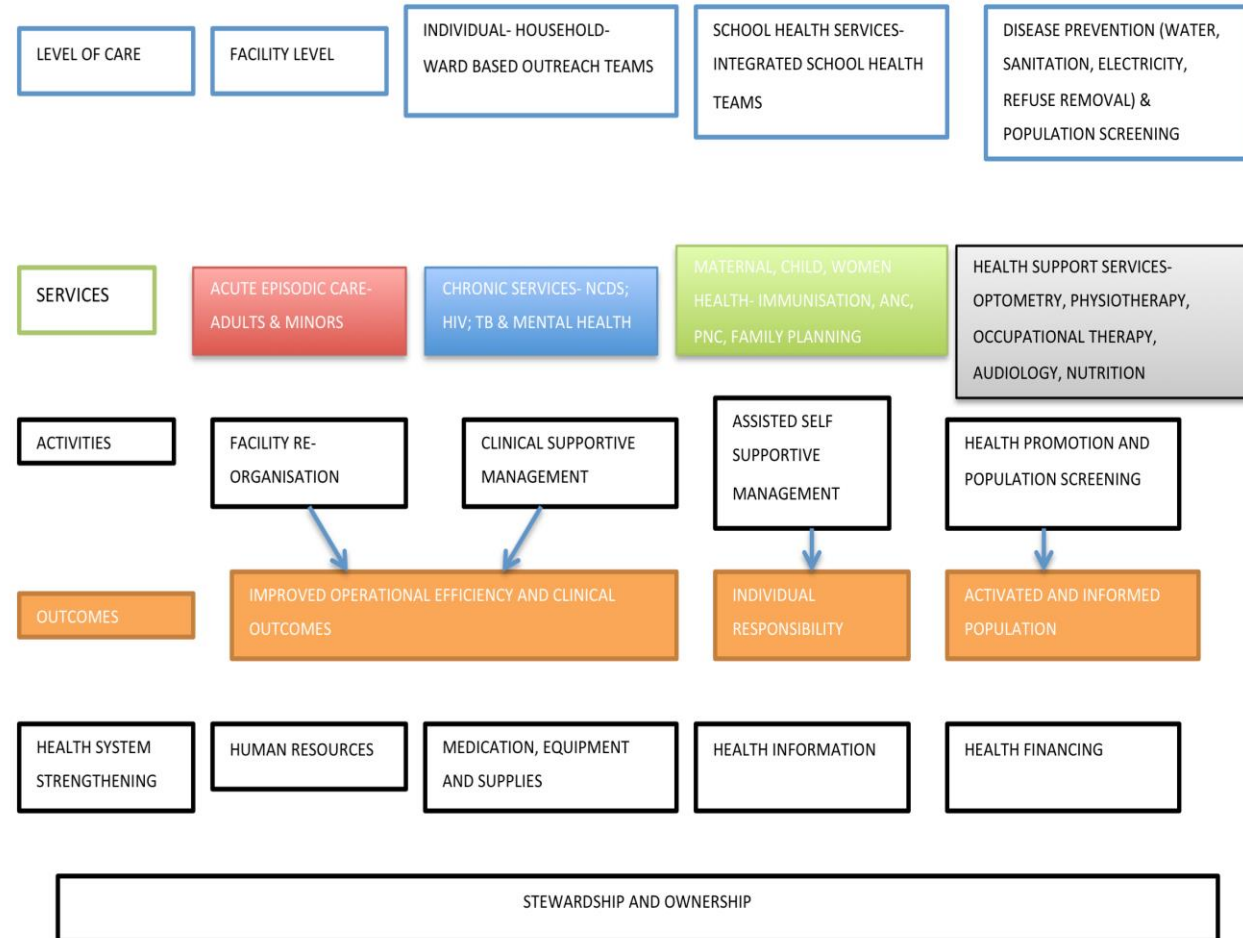 LEVEL OF CARE
FACILITY LEVEL
INDIVIDUAL- HOUSEHOLD-
WARD BASED OUTREACH TEAMS
SCHOOL HEALTH SERVICES-
INTEGRATED SCHOOL HEALTH
TEAMS
DISEASE PREVENTION (WATER,
SANITATION, ELECTRICITY,
REFUSE REMOVAL) &
POPULATION SCREENING
SERVICES
ACUTE EPISODIC CARE-
ADULTS & MINORS
CHRONIC SERVICES- NCDS;
HIV; TB & MENTAL HEALTH
MATERNAL, CHILD, WOMEN
HEALTH- IMMUNISATION, ANC,
PNC, FAMILY PLANNING
HEALTH SUPPORT SERVICES-
OPTOMETRY, PHYSIOTHERAPY,
OCCUPATIONAL THERAPY,
AUDIOLOGY, NUTRITION
ACTIVITIES
FACILITY RE-
ORGANISATION
CLINICAL SUPPORTIVE
MANAGEMENT
ASSISTED SELF
SUPPORTIVE
MANAGEMENT
HEALTH PROMOTION AND
POPULATION SCREENING
OUTCOMES
IMPROVED OPERATIONAL EFFICIENCY AND CLINICAL
OUTCOMES
INDIVIDUAL
RESPONSIBILITY
ACTIVATED AND INFORMED
POPULATION
HEALTH SYSTEM
STRENGTHENING
HUMAN RESOURCES
MEDICATION, EQUIPMENT
AND SUPPLIES
HEALTH INFORMATION
HEALTH FINANCING
STEWARDSHIP AND OWNERSHIP